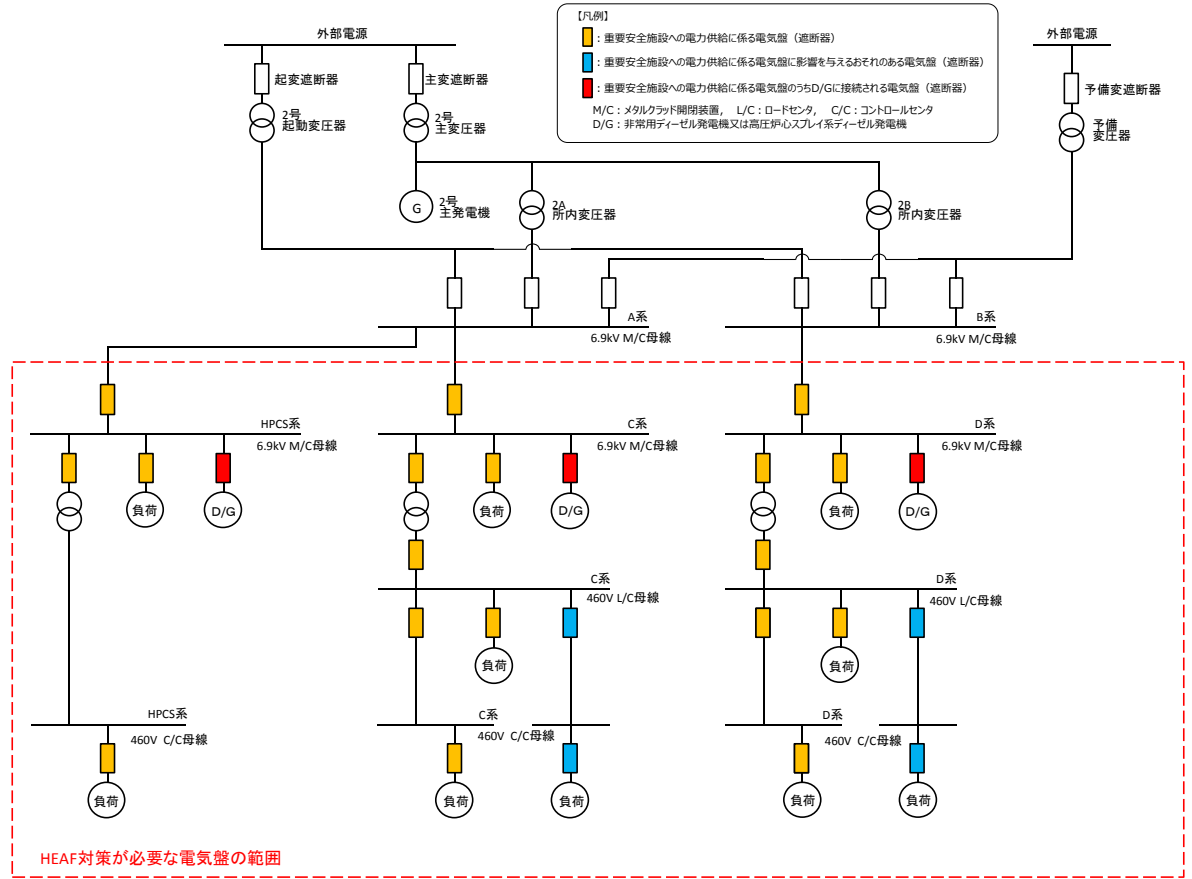 外部電源
起変遮断器
主変遮断器
2号
起動変圧器
2号
主変圧器
【凡例】
：重要安全施設への電力供給に係る電気盤（遮断器）
：重要安全施設への電力供給に係る電気盤に影響を与えるおそれのある電気盤（遮断器）
：重要安全施設への電力供給に係る電気盤のうちD/Gに接続される電気盤（遮断器）
M/C：メタルクラッド開閉装置， L/C：ロードセンタ， C/C：コントロールセンタ
D/G：非常用ディーゼル発電機又は高圧炉心スプレイ系ディーゼル発電機
外部電源
予備変遮断器
予備
変圧器
G
2号
主発電機
2A
所内変圧器
2B
所内変圧器
A系
6.9kV M/C母線
B系
6.9kV M/C母線
HPCS系
6.9kV M/C母線
C系
6.9kV M/C母線
D系
6.9kV M/C母線
負荷
D/G
負荷
D/G
負荷
D/G
C系
460V L/C母線
D系
460V L/C母線
負荷
負荷
HPCS系
460V C/C母線
C系
460V C/C母線
D系
460V C/C母線
負荷
負荷
負荷
負荷
負荷
HEAF対策が必要な電気盤の範囲